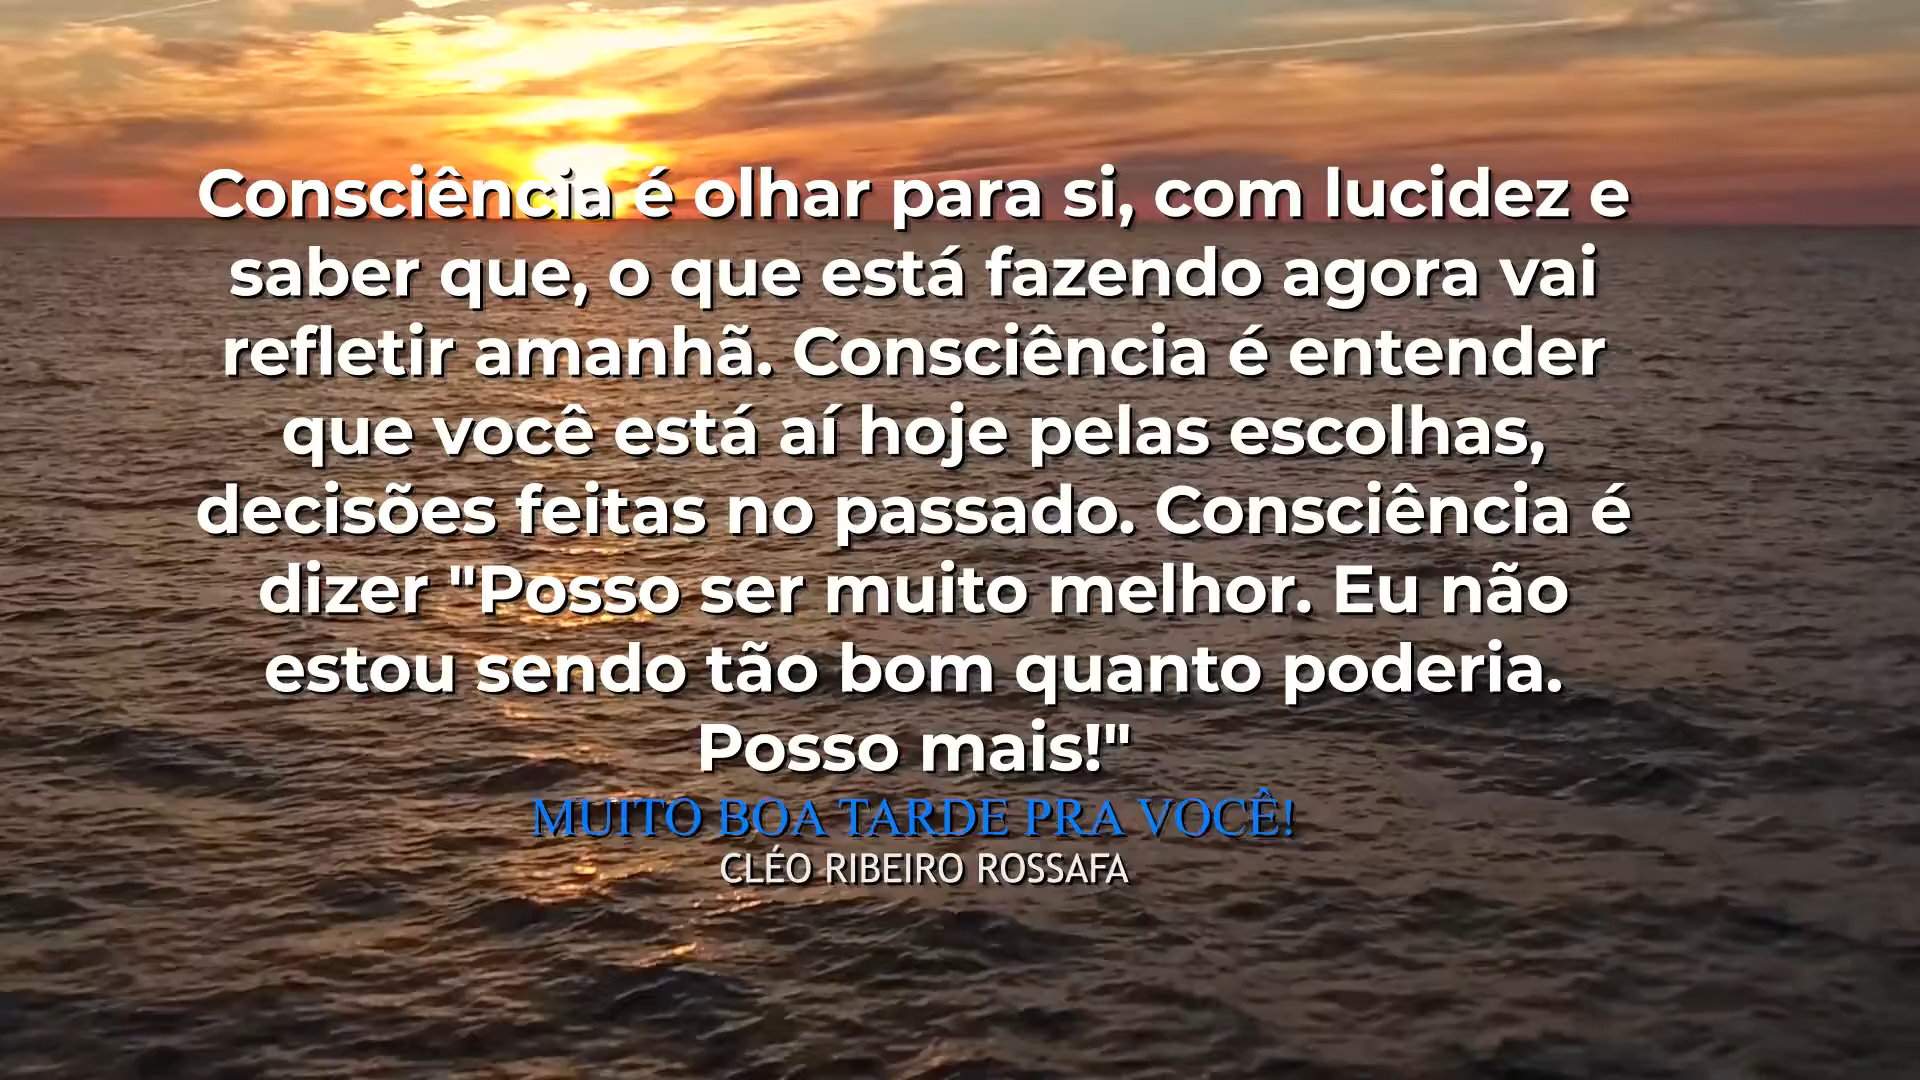 Consciência é olhar para si, com lucidez e
saber que, o que está fazendo agora vai
refletir amanhã. Consciência é entender
que você está aí hoje pelas escolhas,
decisões feitas no passado. Consciência é
dizer "Posso ser muito melhor. Eu não
estou sendo tão bom quanto poderia.
Posso mais!"
MUITO BOA TARDE PRA VOCÊ!
CLÉO RIBEIRO ROSSAFA